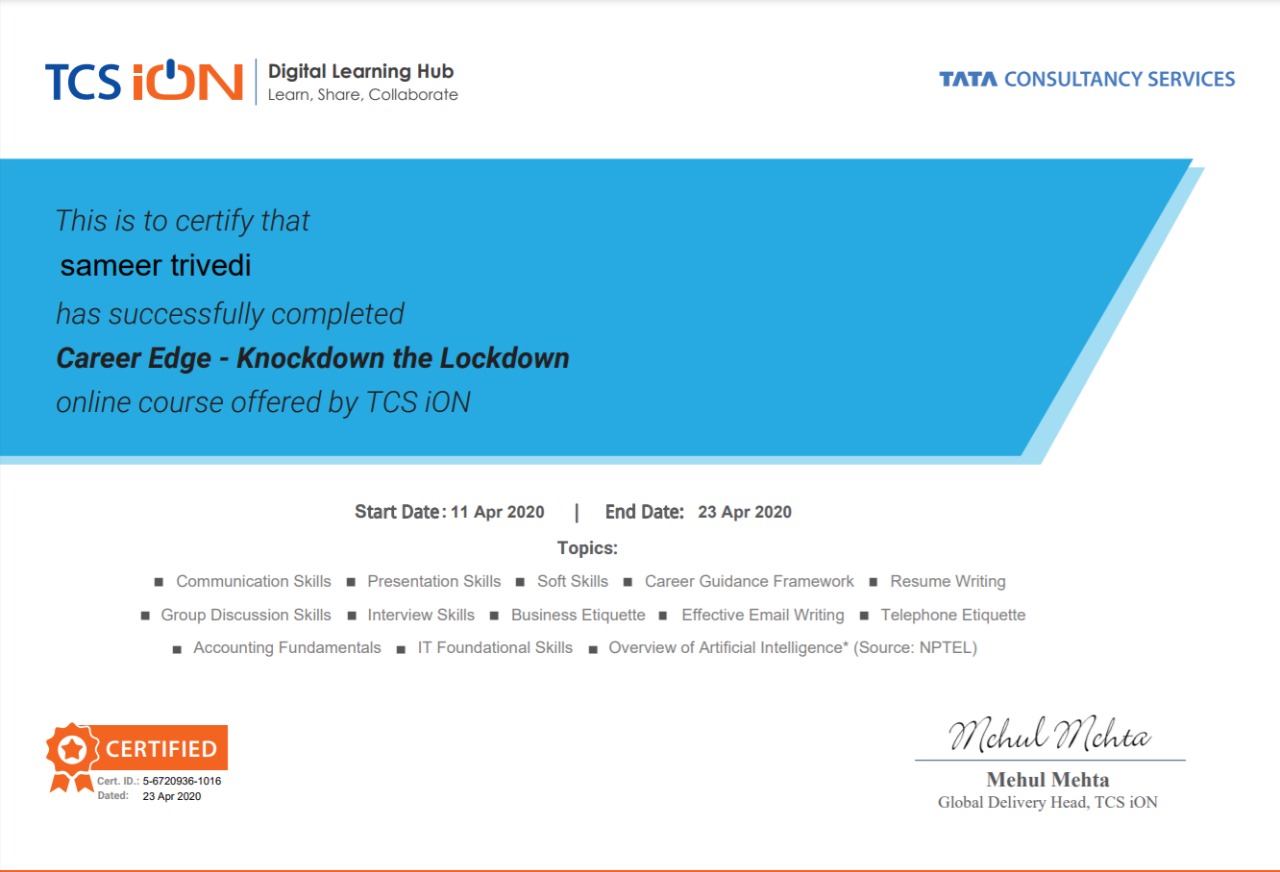 TCS iON
Digital Learning Hub
Learn, Share, Collaborate
TATA CONSULTANCY SERVICES
This is to certify that
sameer trivedi
has successfully completed
Career Edge - Knockdown the Lockdown
online course offered by TCS iON
Start Date: 11 Apr 2020 | End Date: 23 Apr 2020
Topics:
■ Communication Skills ■ Presentation Skills ■ Soft Skills ■ Career Guidance Framework ■ Resume Writing
■ Group Discussion Skills ■ Interview Skills ■ Business Etiquette ■ Effective Email Writing ■ Telephone Etiquette
■ Accounting Fundamentals ■ IT Foundational Skills ■ Overview of Artificial Intelligence* (Source: NPTEL)
CERTIFIED
Cert. ID.: 5-6720936-1016
Dated: 23 Apr 2020
Mehul Mehta
Mehul Mehta
Global Delivery Head, TCS iON